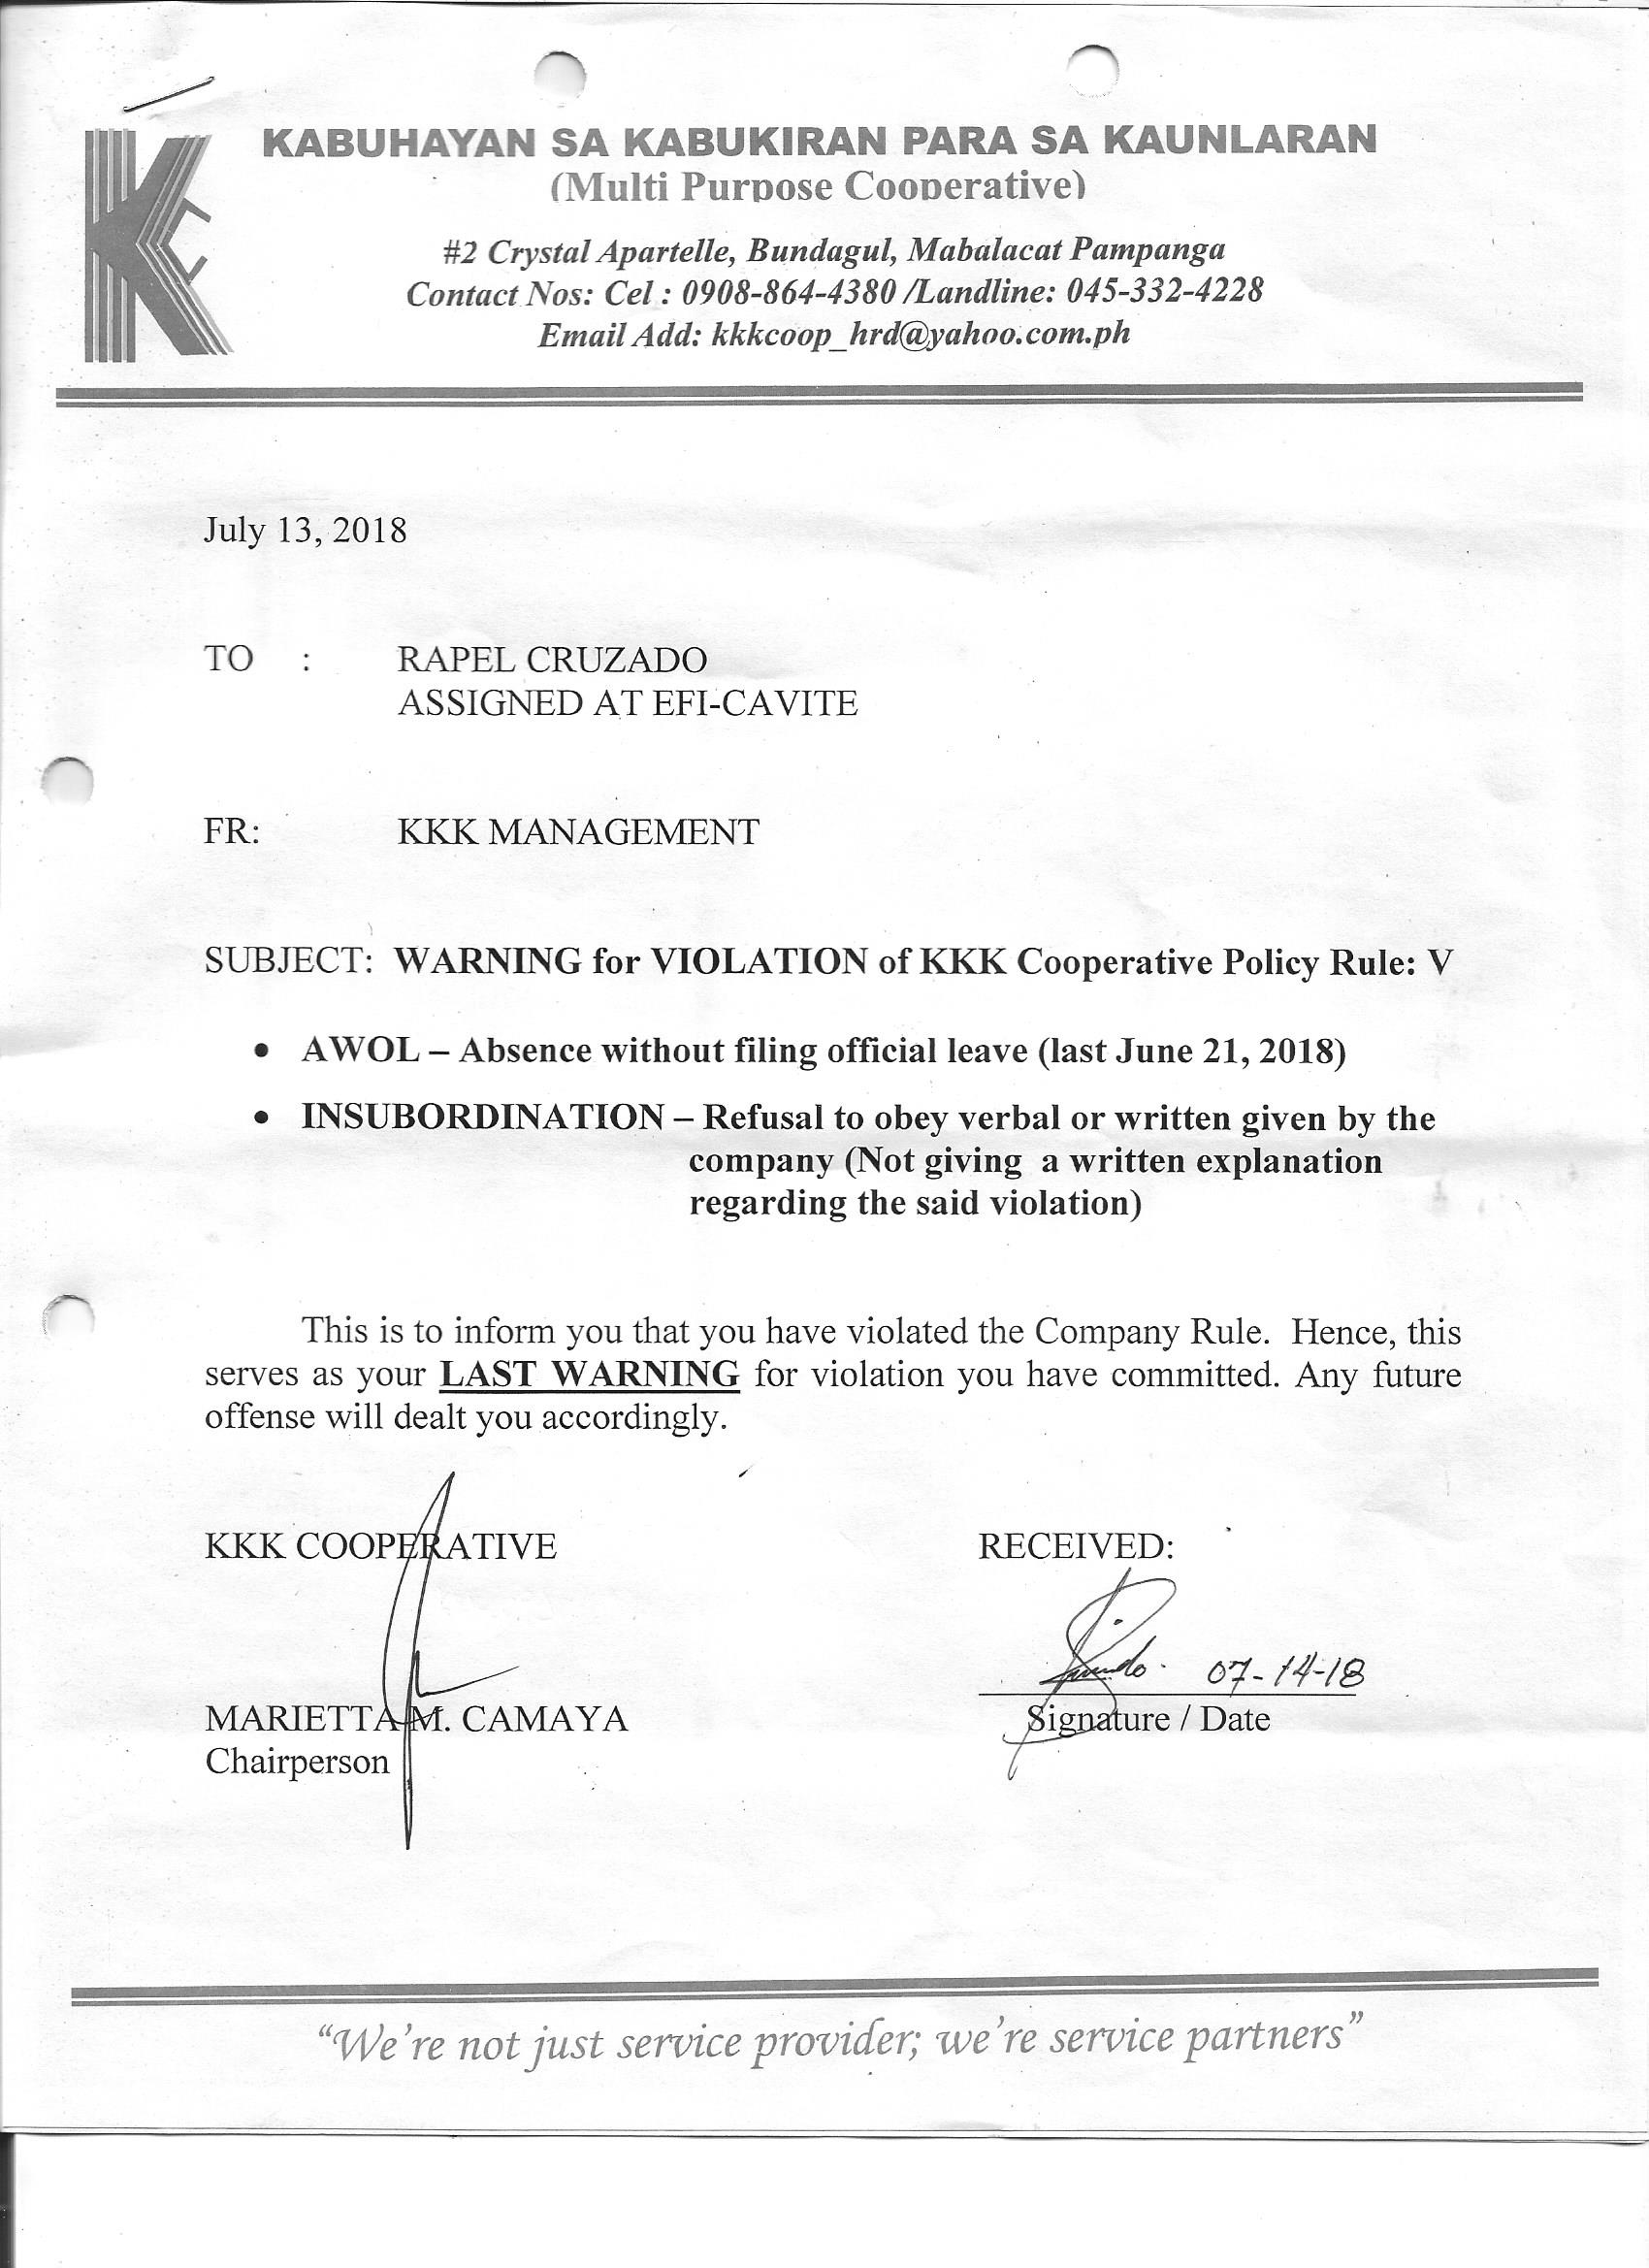 KABUHAYAN SA KABUKIRAN PARA SA KAUNLARAN
(Multi Purpose Cooperative)
#2 Crystal Apartelle, Bundagul, Mabalacat Pampanga
Contact Nos: Cel : 0908-864-4380 /Landline: 045-332-4228
Email Add: kkkcoop_hrd@yahoo.com.ph
July 13, 2018
TO : RAPEL CRUZADO
ASSIGNED AT EFI-CAVITE
FR: KKK MANAGEMENT
SUBJECT: WARNING for VIOLATION of KKK Cooperative Policy Rule: V
• AWOL – Absence without filing official leave (last June 21, 2018)
• INSUBORDINATION – Refusal to obey verbal or written given by the
company (Not giving a written explanation
regarding the said violation)
This is to inform you that you have violated the Company Rule. Hence, this
serves as your LAST WARNING for violation you have committed. Any future
offense will dealt you accordingly.
KKK COOPERATIVE RECEIVED:
07-14-18
MARIETTA M. CAMAYA Signature / Date
Chairperson
“We’re not just service provider; we’re service partners”